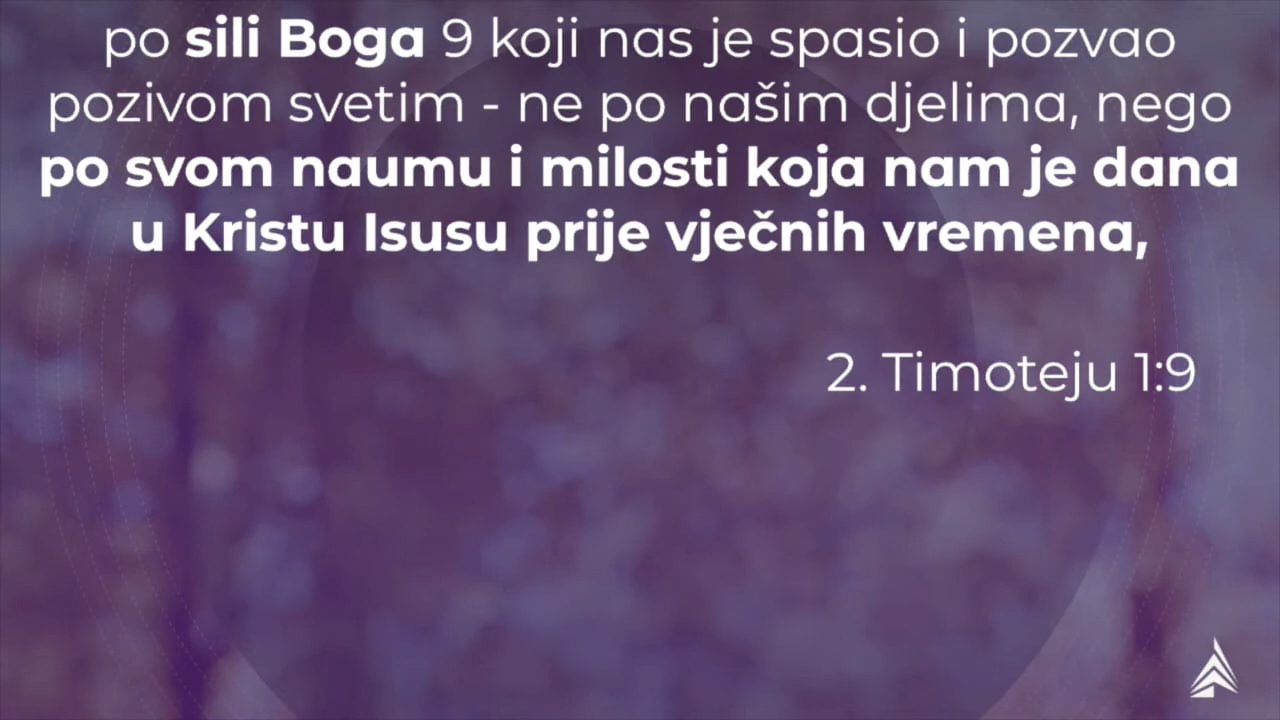 po sili Boga 9 koji nas je spasio i pozvao
pozivom svetim - ne po našim djelima, nego
po svom naumu i milosti koja nam je dana
u Kristu Isusu prije vječnih vremena,
2. Timoteju 1:9